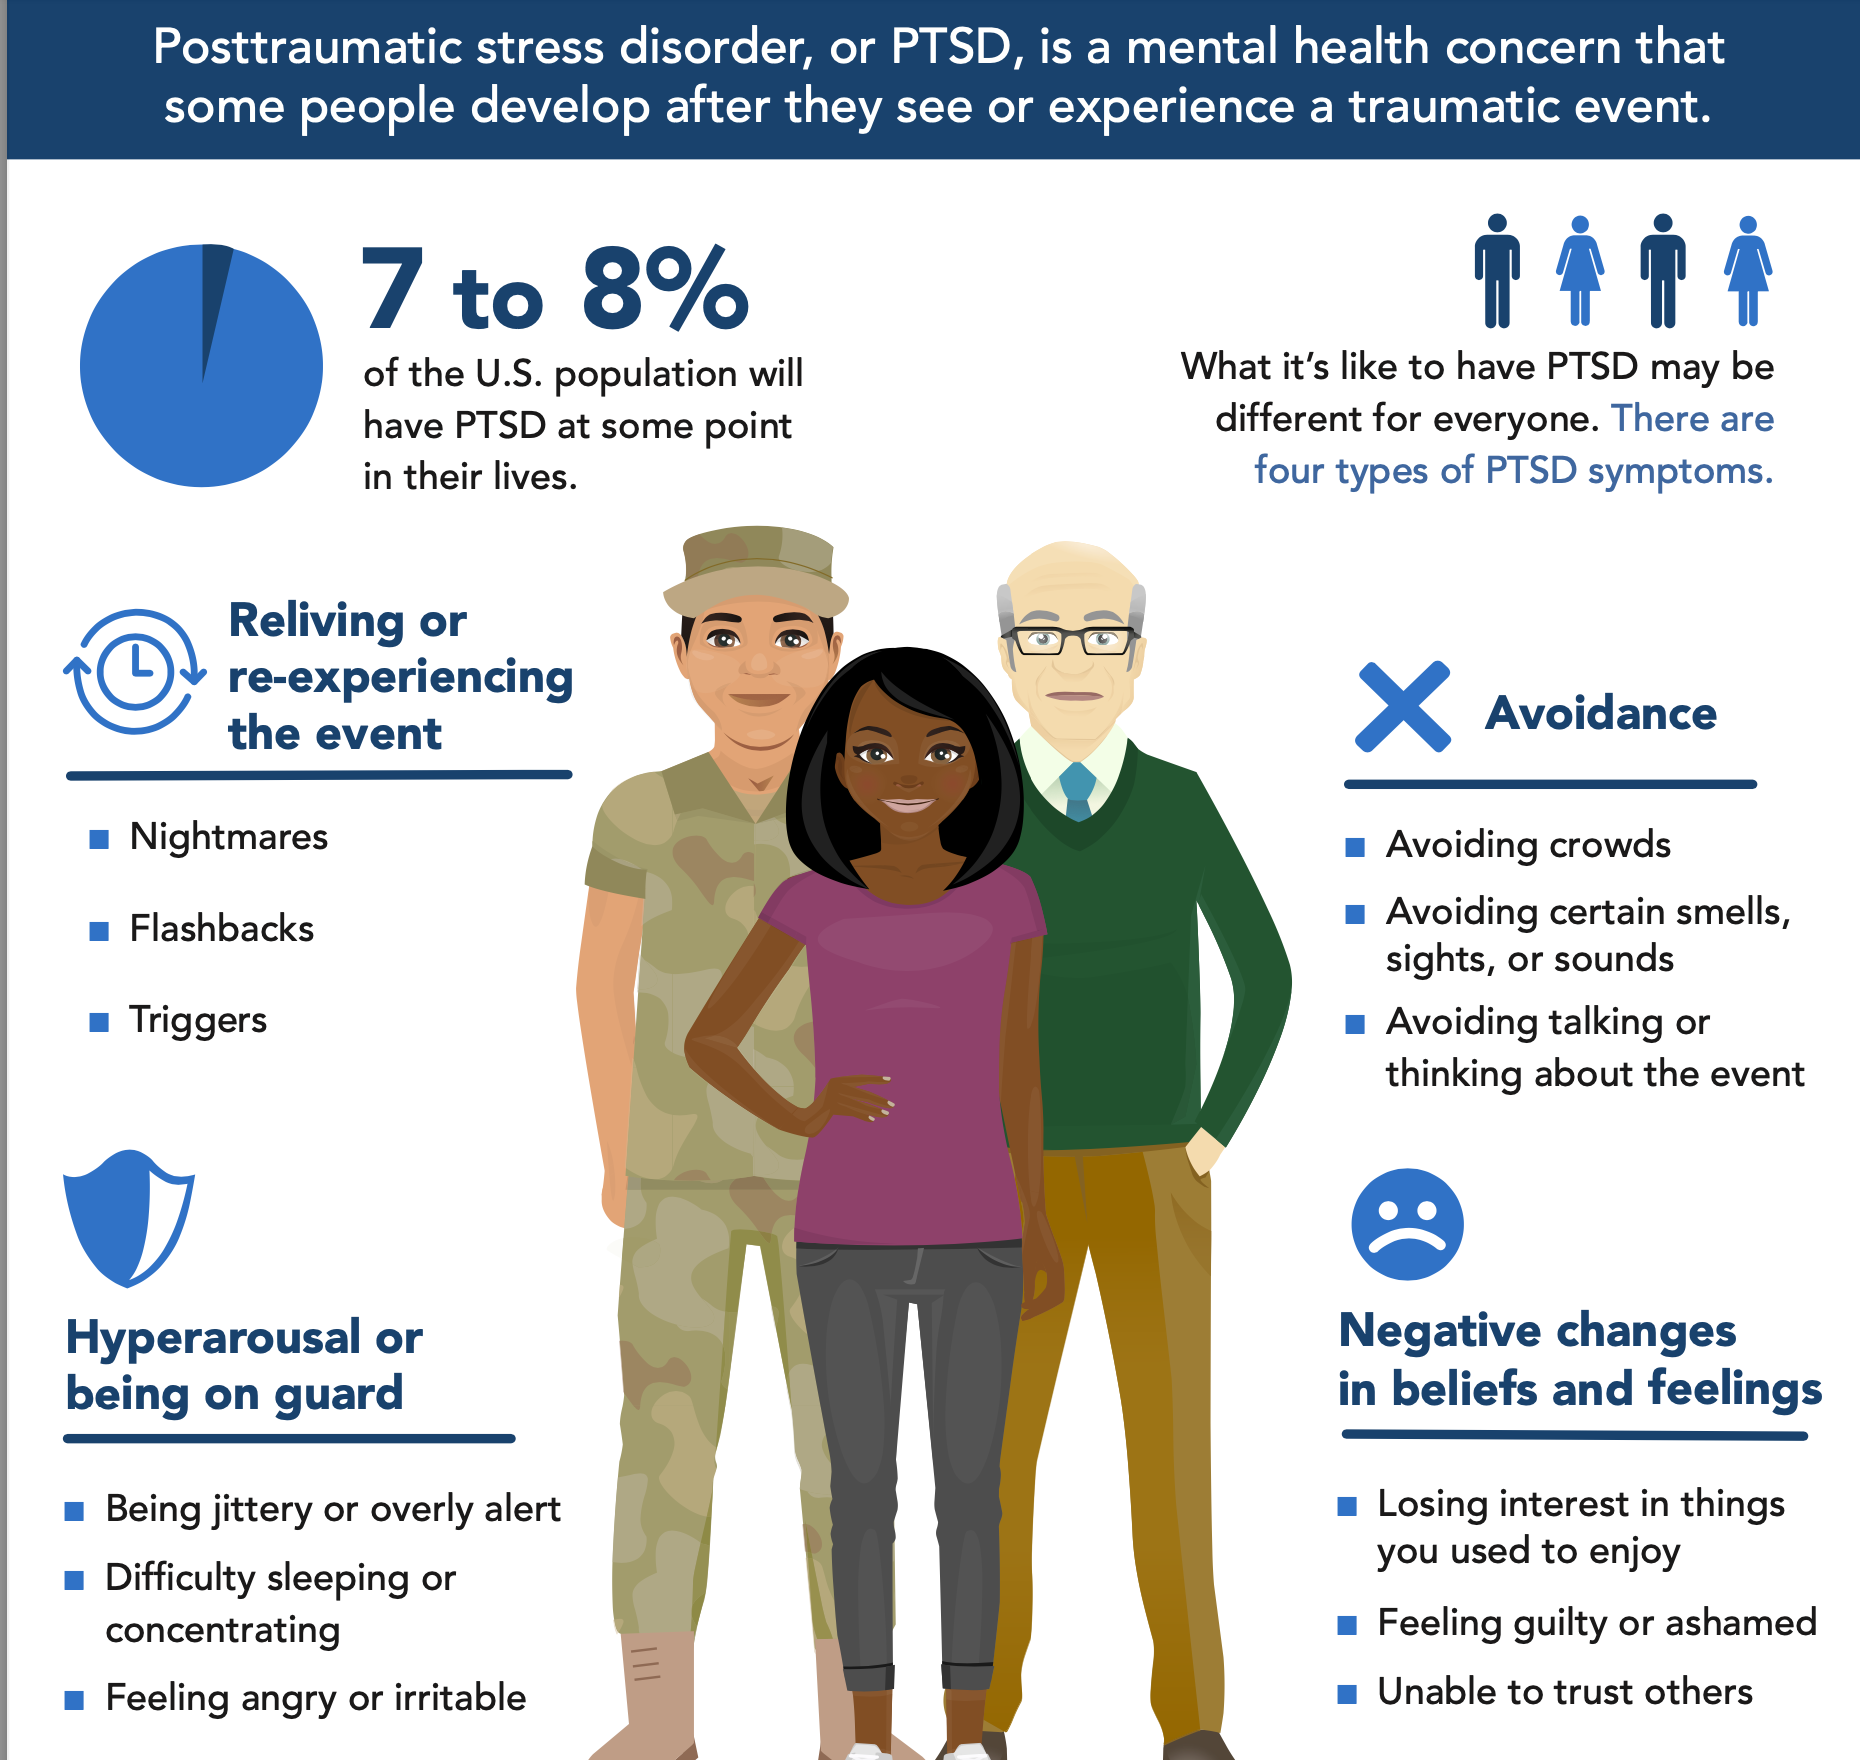 Posttraumatic stress disorder, or PTSD, is a mental health concern that
some people develop after they see or experience a traumatic event.
7 to 8%
of the U.S. population will
have PTSD at some point
in their lives.
What it's like to have PTSD may be
different for everyone. There are
four types of PTSD symptoms.
Reliving or
re-experiencing
the event
Nightmares
Flashbacks
Triggers
Avoidance
Avoiding crowds
Avoiding certain smells,
sights, or sounds
Avoiding talking or
thinking about the event
Hyperarousal or
being on guard
Being jittery or overly alert
Difficulty sleeping or
concentrating
Feeling angry or irritable
Negative changes
in beliefs and feelings
Losing interest in things
you used to enjoy
Feeling guilty or ashamed
Unable to trust others